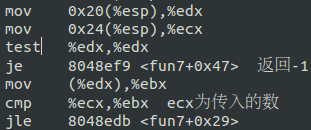 mov 0x20(%esp),%edx
mov 0x24(%esp),%ecx
test %edx,%edx
je 8048ef9 <fun7+0x47> 返回-1
mov (%edx),%ebx
cmp %ecx,%ebx ecx为传入的数
jle 8048edb <fun7+0x29>